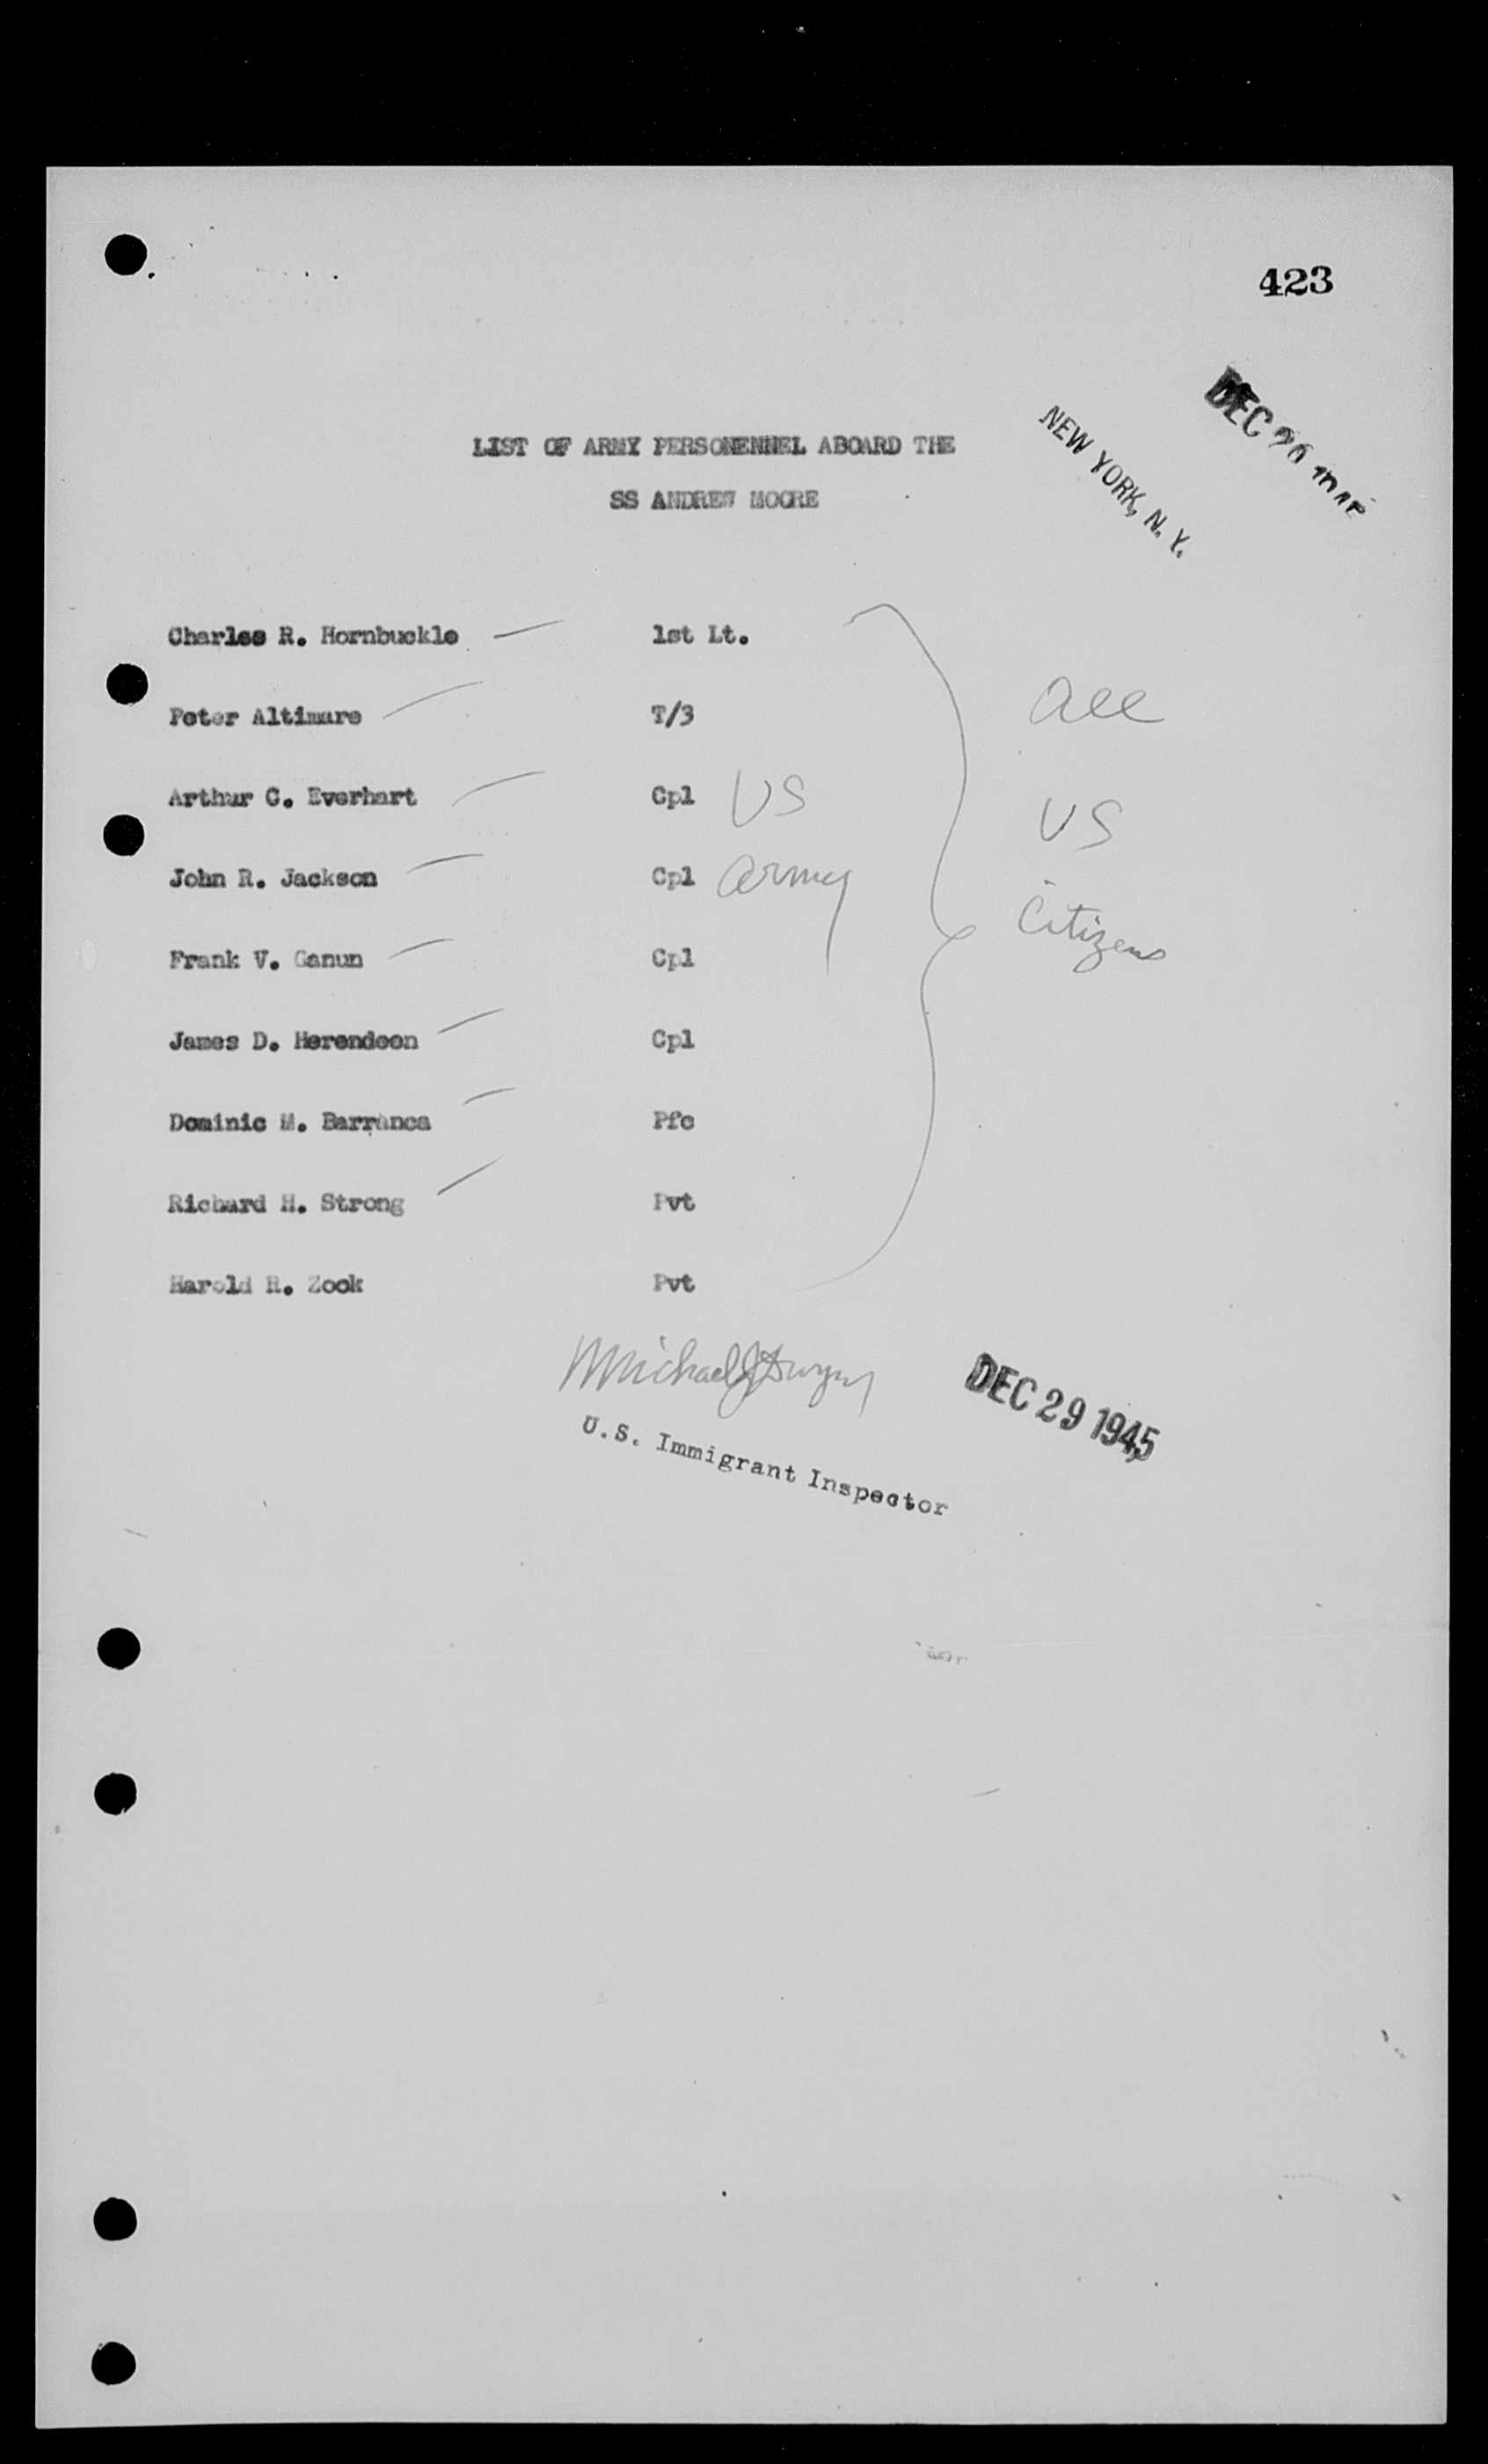 423
DEC
NEW YORK, N. Y.
LIST OF ARMY PERSONENNEL ABOARD THE
SS ANDREW MOORE
Charles R. Hornbuckle 1st Lt.
Peter Altimare T/3
all
Arthur C. Everhart Cpl US
US
John R. Jackson Cpl Army
Citizens
Frank V. Ganun Cpl
James D. Herendeen Cpl
Dominic M. Barranca Pfc
Richard H. Strong Pvt
Harold R. Zook Pvt
Michael J Dwyer
DEC 29 1945
U.S. Immigrant Inspector